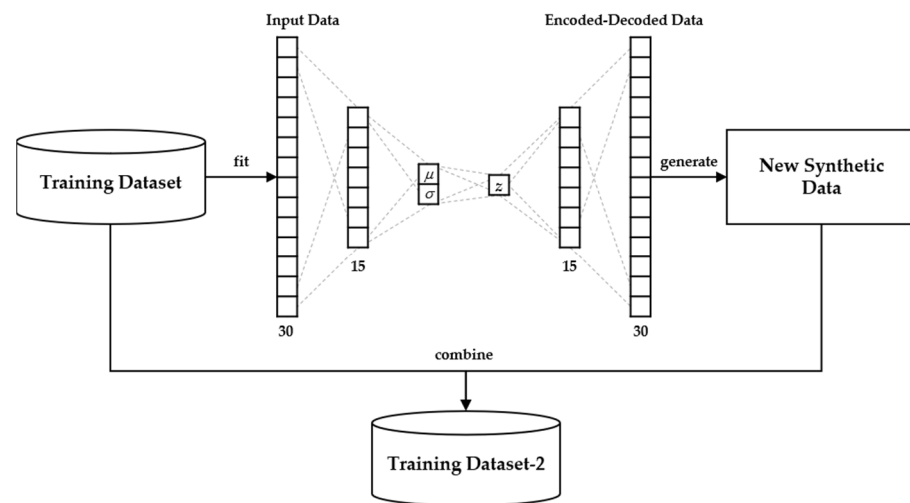 Input Data
Encoded-Decoded Data
Training Dataset
fit
μ
σ
z
generate
New Synthetic
Data
15
15
30
30
combine
Training Dataset-2